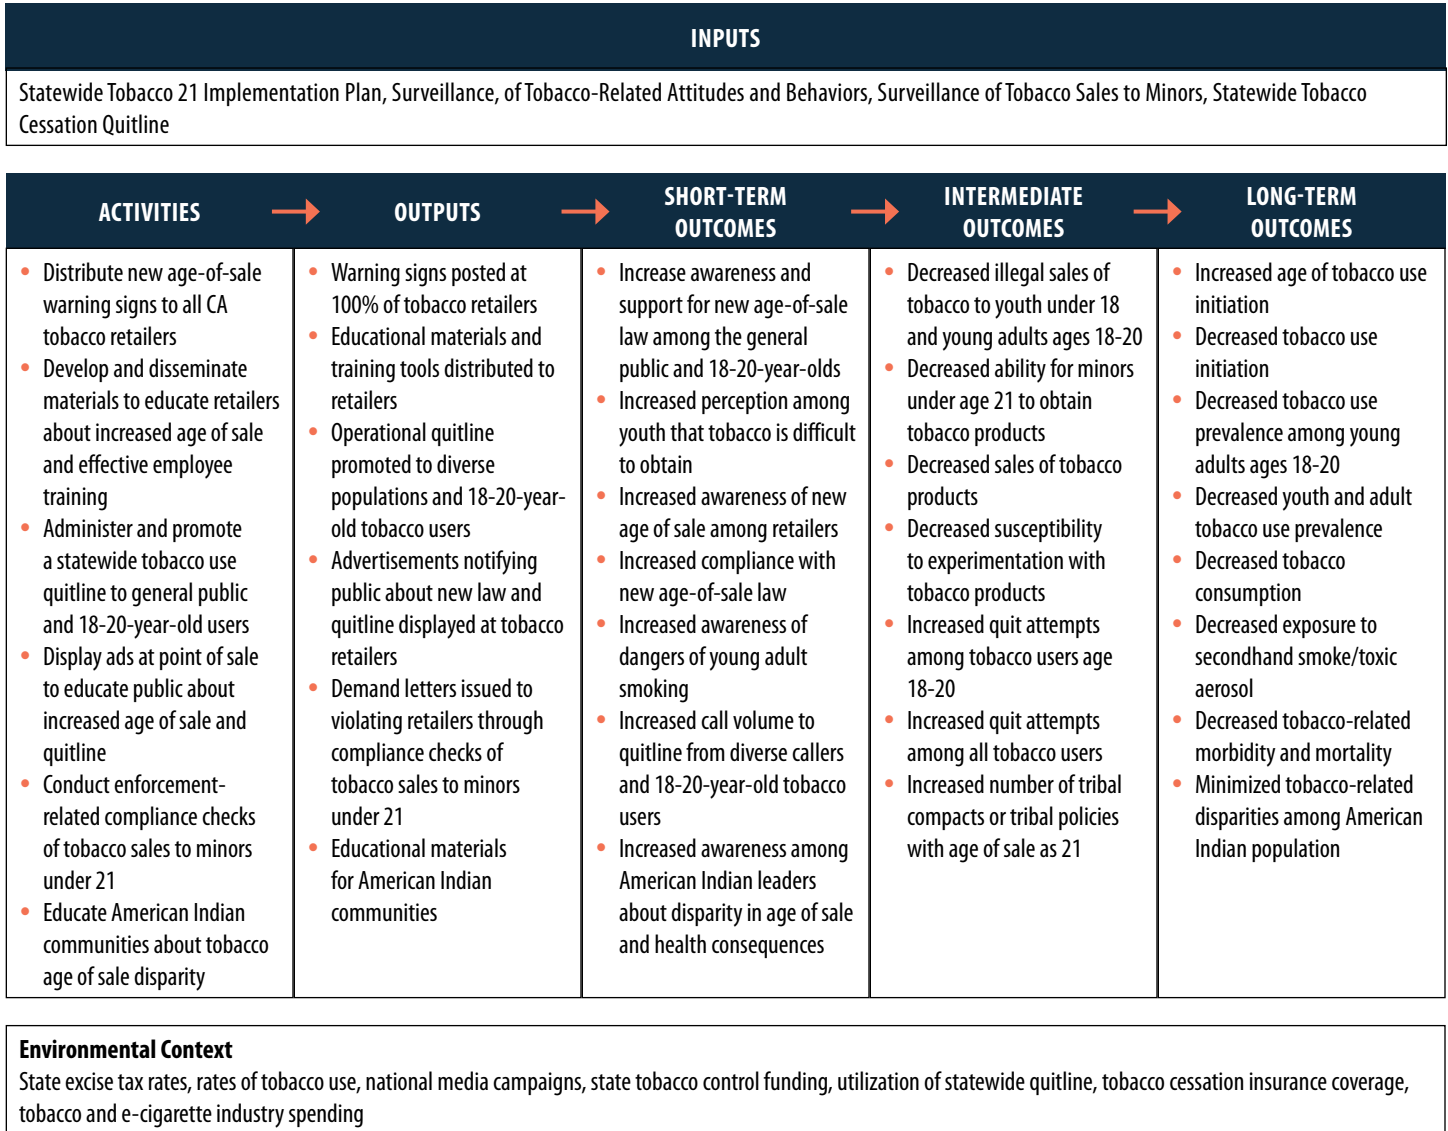 INPUTS
Statewide Tobacco 21 Implementation Plan, Surveillance, of Tobacco-Related Attitudes and Behaviors, Surveillance of Tobacco Sales to Minors, Statewide Tobacco
Cessation Quitline
ACTIVITIES
OUTPUTS
SHORT-TERM
OUTCOMES
INTERMEDIATE
OUTCOMES
LONG-TERM
OUTCOMES
• Distribute new age-of-sale
warning signs to all CA
tobacco retailers
• Develop and disseminate
materials to educate retailers
about increased age of sale
and effective employee
training
• Administer and promote
a statewide tobacco use
quitline to general public
and 18-20-year-old users
• Display ads at point of sale
to educate public about
increased age of sale and
quitline
• Conduct enforcement-
related compliance checks
of tobacco sales to minors
under 21
• Educate American Indian
communities about tobacco
age of sale disparity
• Warning signs posted at
100% of tobacco retailers
• Educational materials and
training tools distributed to
retailers
• Operational quitline
promoted to diverse
populations and 18-20-year-
old tobacco users
• Advertisements notifying
public about new law and
quitline displayed at tobacco
retailers
• Demand letters issued to
violating retailers through
compliance checks of
tobacco sales to minors
under 21
• Educational materials
for American Indian
communities
• Increase awareness and
support for new age-of-sale
law among the general
public and 18-20-year-olds
• Increased perception among
youth that tobacco is difficult
to obtain
• Increased awareness of new
age of sale among retailers
• Increased compliance with
new age-of-sale law
• Increased awareness of
dangers of young adult
smoking
• Increased call volume to
quitline from diverse callers
and 18-20-year-old tobacco
users
• Increased awareness among
American Indian leaders
about disparity in age of sale
and health consequences
• Decreased illegal sales of
tobacco to youth under 18
and young adults ages 18-20
• Decreased ability for minors
under age 21 to obtain
tobacco products
• Decreased sales of tobacco
products
• Decreased susceptibility
to experimentation with
tobacco products
• Increased quit attempts
among tobacco users age
18-20
• Increased quit attempts
among all tobacco users
• Increased number of tribal
compacts or tribal policies
with age of sale as 21
• Increased age of tobacco use
initiation
• Decreased tobacco use
initiation
• Decreased tobacco use
prevalence among young
adults ages 18-20
• Decreased youth and adult
tobacco use prevalence
• Decreased tobacco
consumption
• Decreased exposure to
secondhand smoke/toxic
aerosol
• Decreased tobacco-related
morbidity and mortality
• Minimized tobacco-related
disparities among American
Indian population
Environmental Context
State excise tax rates, rates of tobacco use, national media campaigns, state tobacco control funding, utilization of statewide quitline, tobacco cessation insurance coverage,
tobacco and e-cigarette industry spending